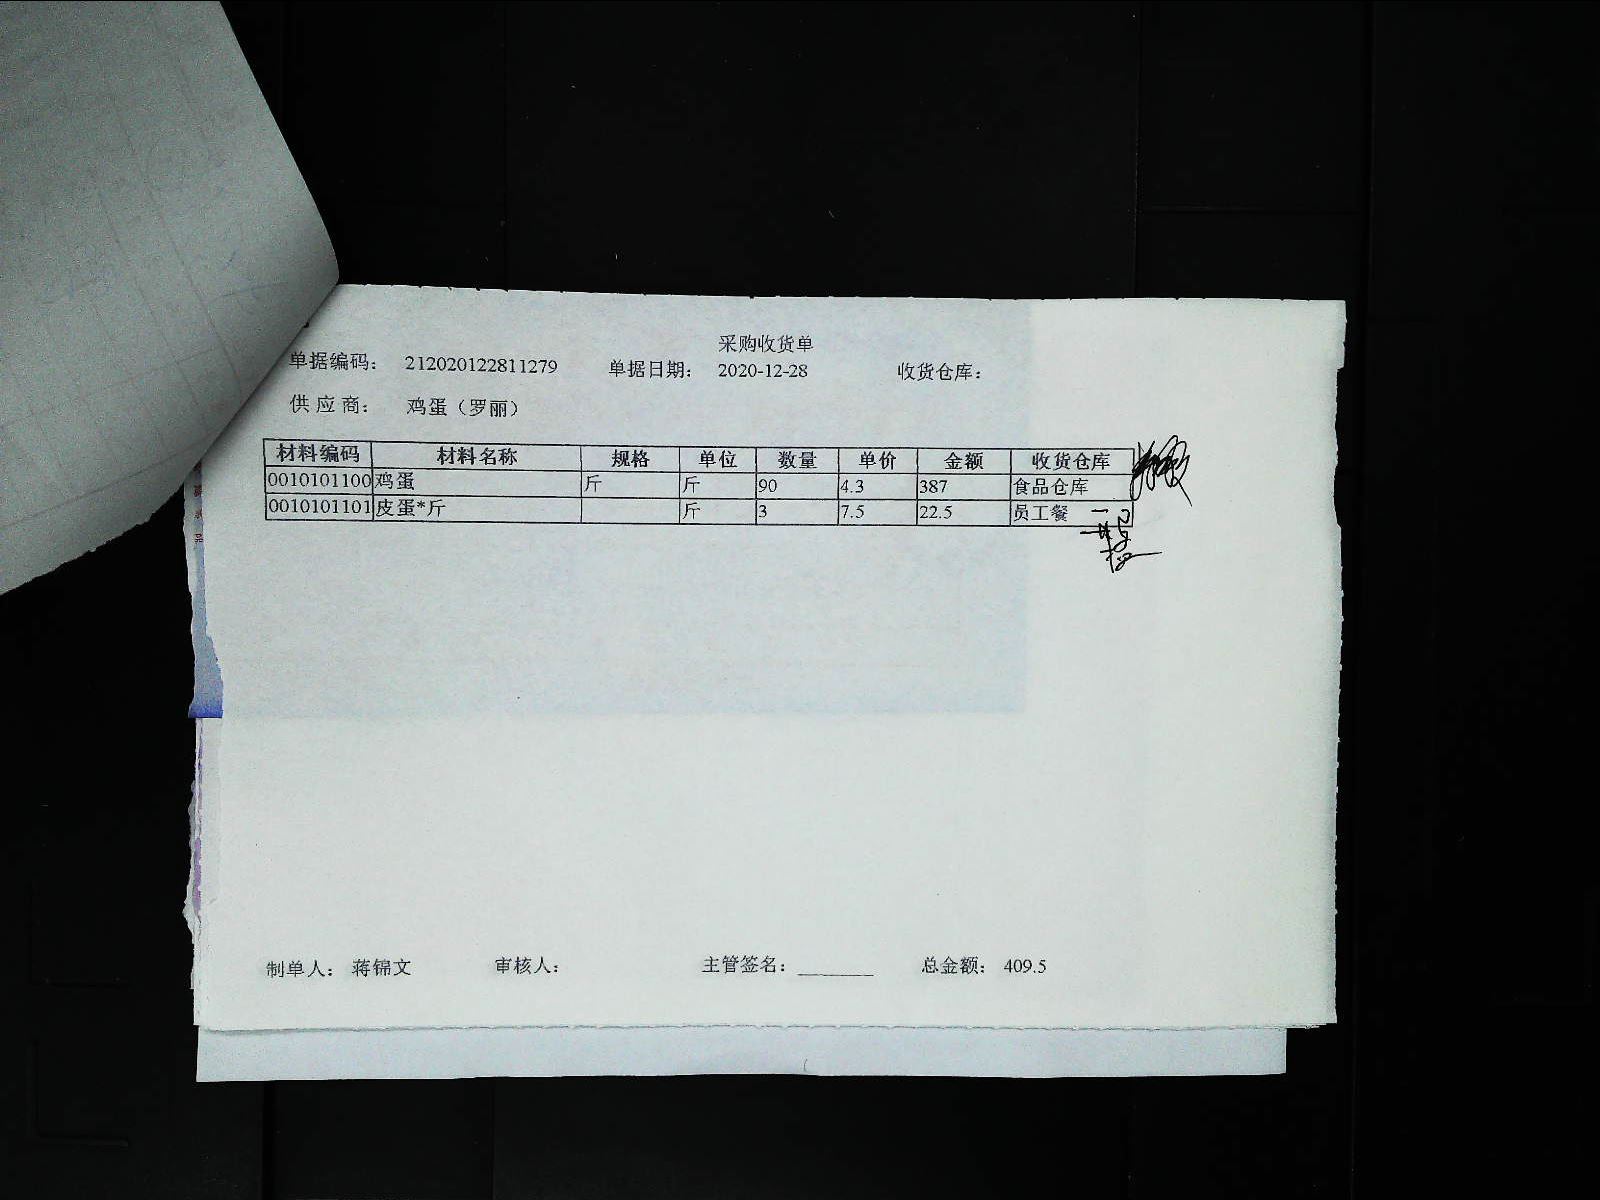 采购收货单
单据编码： 212020122811279 单据日期： 2020-12-28 收货仓库：
供应商： 鸡蛋（罗丽）
材料编码 材料名称 规格 单位 数量 单价 金额 收货仓库
0010101100 鸡蛋 斤 斤 90 4.3 387 食品仓库
0010101101 皮蛋*斤 斤 3 7.5 22.5 员工餐
制单人： 蒋锦文 审核人： 主管签名：________ 总金额： 409.5